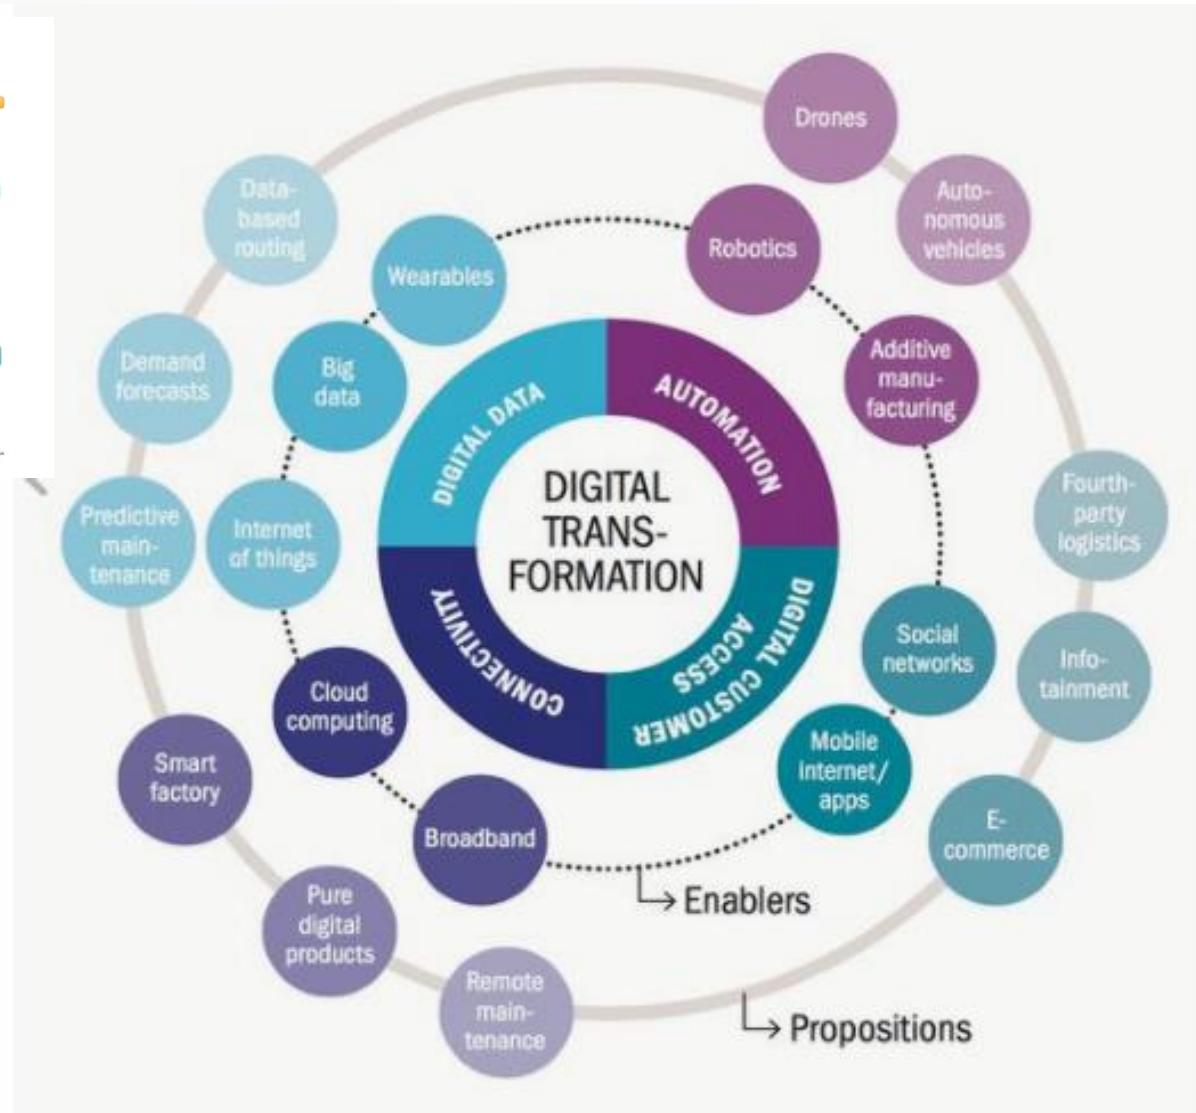 DIGITAL
TRANS-
FORMATION
DIGITAL DATA
AUTOMATION
DIGITAL CUSTOMER
ACCESS
CONNECTIVITY
Wearables
Big
data
Internet
of things
Robotics
Additive
manu-
facturing
Social
networks
Mobile
internet/
apps
Broadband
Cloud
computing
Data-
based
routing
Demand
forecasts
Predictive
main-
tenance
Drones
Auto-
nomous
vehicles
Fourth-
party
logistics
Info-
tainment
E-
commerce
Smart
factory
Pure
digital
products
Remote
main-
tenance
Enablers
Propositions